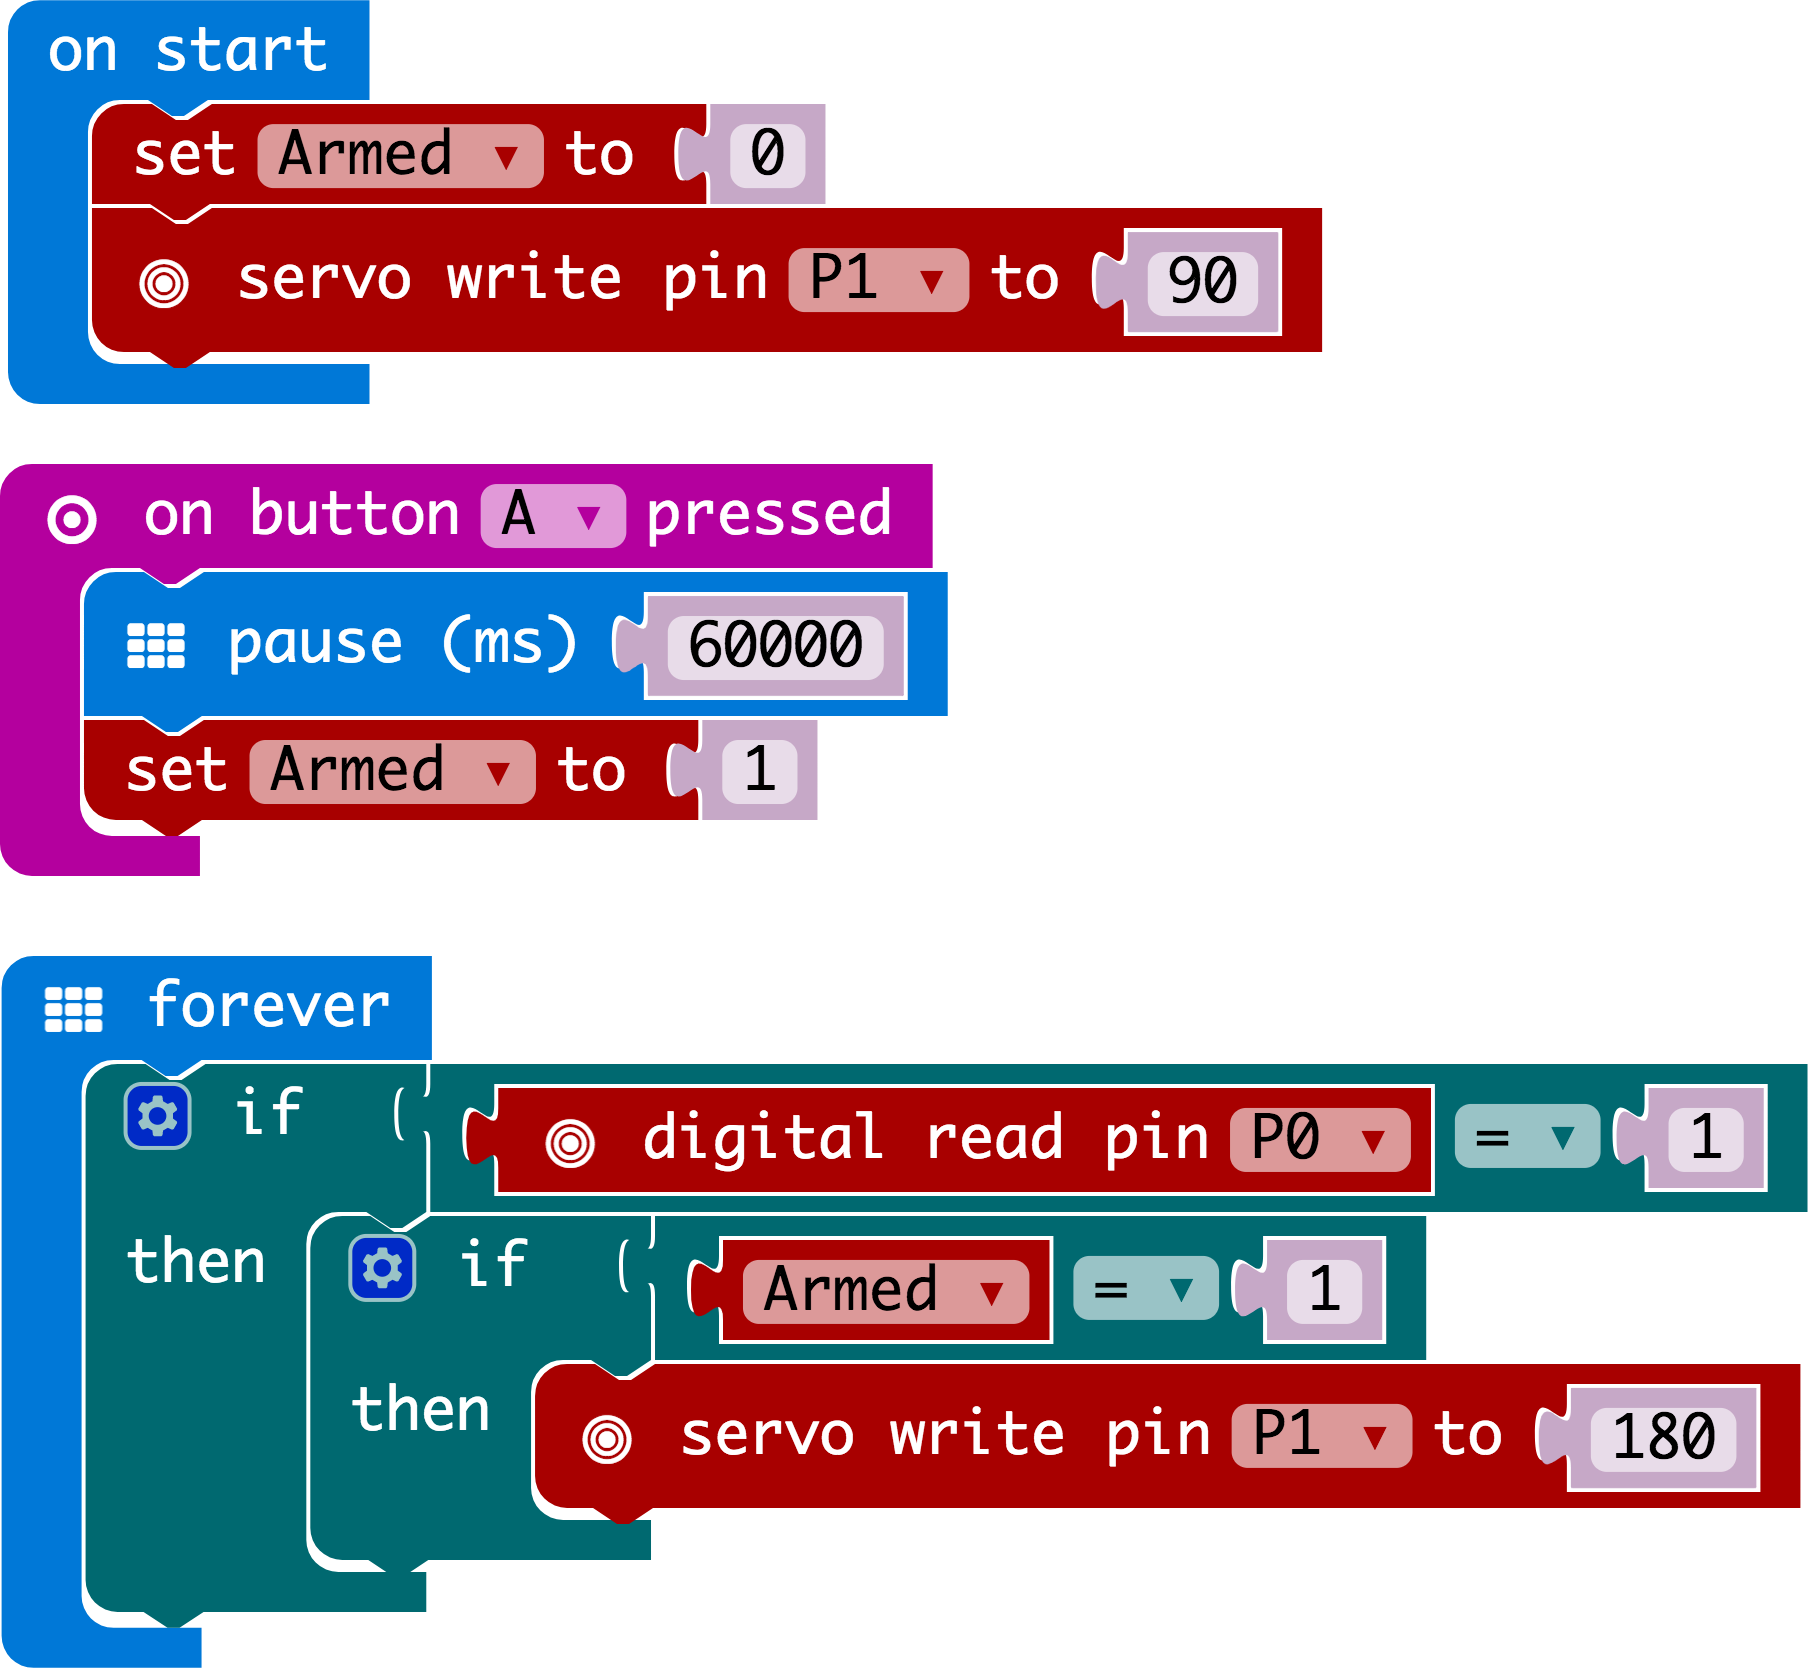 on start
set Armed ▼ to 0
servo write pin P1 ▼ to 90
on button A ▼ pressed
pause (ms) 60000
set Armed ▼ to 1
forever
if digital read pin P0 ▼ = ▼ 1
then if Armed ▼ = ▼ 1
then servo write pin P1 ▼ to 180